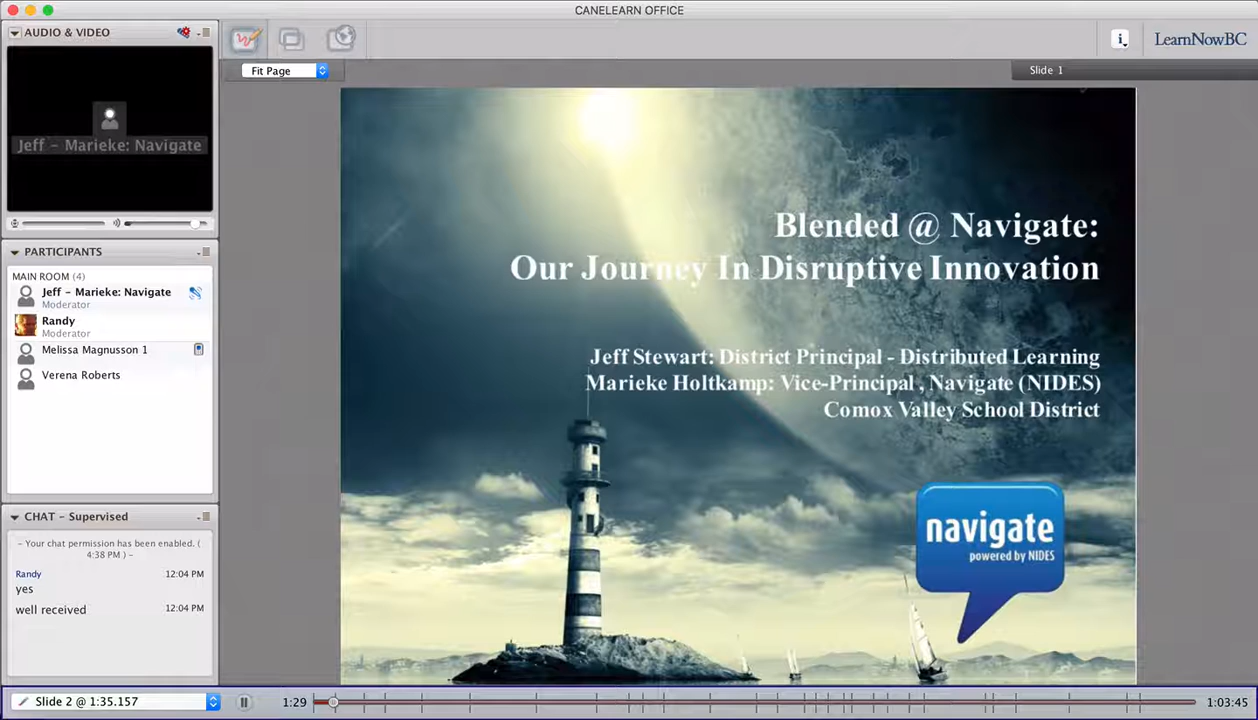 CANELEARN OFFICE
AUDIO & VIDEO
Jeff - Marieke: Navigate
PARTICIPANTS
MAIN ROOM (4)
Jeff - Marieke: Navigate
Moderator
Randy
Moderator
Melissa Magnusson 1
Verena Roberts
CHAT - Supervised
- Your chat permission has been enabled. (
4:38 PM ) -
Randy 12:04 PM
yes
well received 12:04 PM
Fit Page
Slide 1
i
LearnNowBC
Blended @ Navigate:
Our Journey In Disruptive Innovation
Jeff Stewart: District Principal - Distributed Learning
Marieke Holtkamp: Vice-Principal , Navigate (NIDES)
Comox Valley School District
navigate
powered by NIDES
Slide 2 @ 1:35.157
1:29
1:03:45